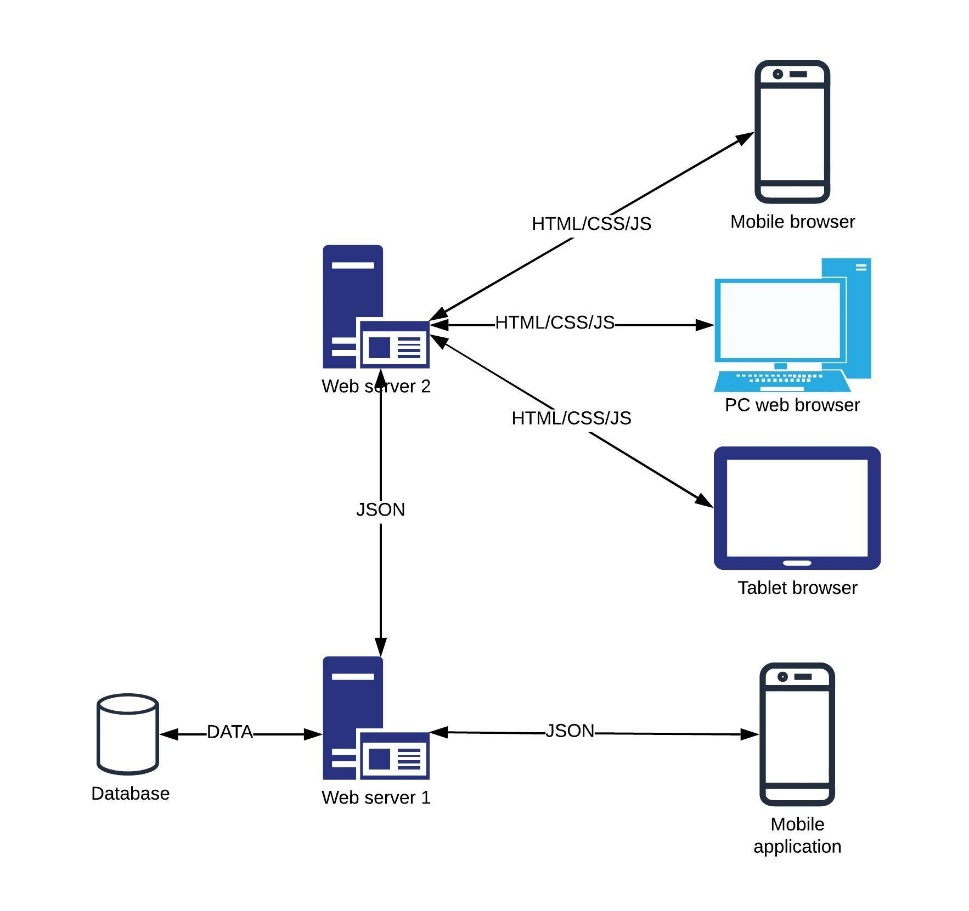 Mobile browser
HTML/CSS/JS
HTML/CSS/JS
Web server 2
PC web browser
HTML/CSS/JS
JSON
Tablet browser
DATA
JSON
Database
Web server 1
Mobile
application